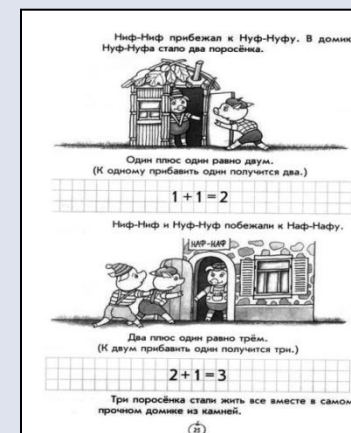 Ниф-Ниф прибежал к Нуф-Нуфу. В домике
Нуф-Нуфа стало два поросёнка.
Один плюс один равно двум.
(К одному прибавить один получится два.)
1 + 1 = 2
Ниф-Ниф и Нуф-Нуф побежали к Наф-Нафу.
НАФ-НАФ
Два плюс один равно трём.
(К двум прибавить один получится три.)
2 + 1 = 3
Три поросёнка стали жить все вместе в самом
прочном домике из камней.
21